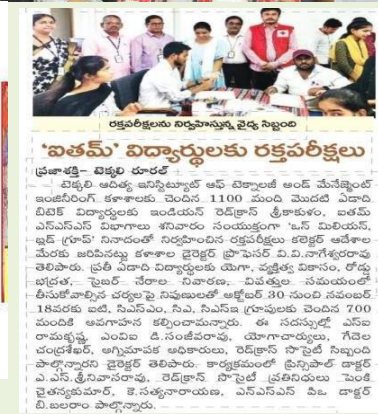 రక్తపరీక్షలను నిర్వహిస్తున్న వైద్య సిబ్బంది
'ఐతమ్' విద్యార్థులకు రక్తపరీక్షలు
ప్రజాశక్తి- టెక్కలి రూరల్
టెక్కలి ఆదిత్య ఇన్‌స్టిట్యూట్ ఆఫ్ టెక్నాలజీ అండ్ మేనేజ్మెంట్
ఇంజినీరింగ్ కళాశాలకు చెందిన 1100 మంది మొదటి ఏడాది
బిటెక్ విద్యార్థులకు ఇండియన్ రెడ్‌క్రాస్ శ్రీకాకుళం, ఐతమ్
ఎన్ఎస్ఎస్ విభాగాలు శనివారం సంయుక్తంగా 'ఒన్ మిలియన్,
బ్లడ్ గ్రూప్' నినాదంతో నిర్వహించిన రక్తపరీక్షలు కలెక్టర్ ఆదేశాల
మేరకు జరిపినట్లు కళాశాల డైరెక్టర్ ప్రొఫెసర్ వి.వి.నాగేశ్వరరావు
తెలిపారు. ప్రతీ ఏడాది విద్యార్థులకు యోగా, వ్యక్తిత్వ వికాసం, రోడ్డు
భద్రత, సైబర్ నేరాల నివారణ, విపత్తుల సమయంలో
తీసుకోవాల్సిన చర్యలపై నిపుణులతో అక్టోబర్ 30 నుంచి నవంబర్
18వరకు ఐటి, సిఎస్ఎం, సిఎ, సిఎస్ఇ గ్రూపులకు చెందిన 700
మందికి అవగాహన కల్పించామన్నారు. ఈ సదస్సుల్లో ఎస్ఐ
రామకృష్ణ, ఎంవిఐ డి.సంజీవరావు, యోగాచార్యులు, గేదెల
చంద్రశేఖర్, అగ్నిమాపక అధికారులు, రెడ్‌క్రాస్ సొసైటీ సిబ్బంది
పాల్గొన్నారని డైరెక్టర్ తెలిపారు. కార్యక్రమంలో ప్రిన్సిపాల్ డాక్టర్
ఎ.ఎస్.శ్రీనివాసరావు, రెడ్‌క్రాస్ సొసైటీ ప్రతినిధులు పెంకి
చైతన్యకుమార్, కె.సత్యనారాయణ, ఎన్ఎస్ఎస్ పిఒ డాక్టర్
బి.బలరాం పాల్గొన్నారు.